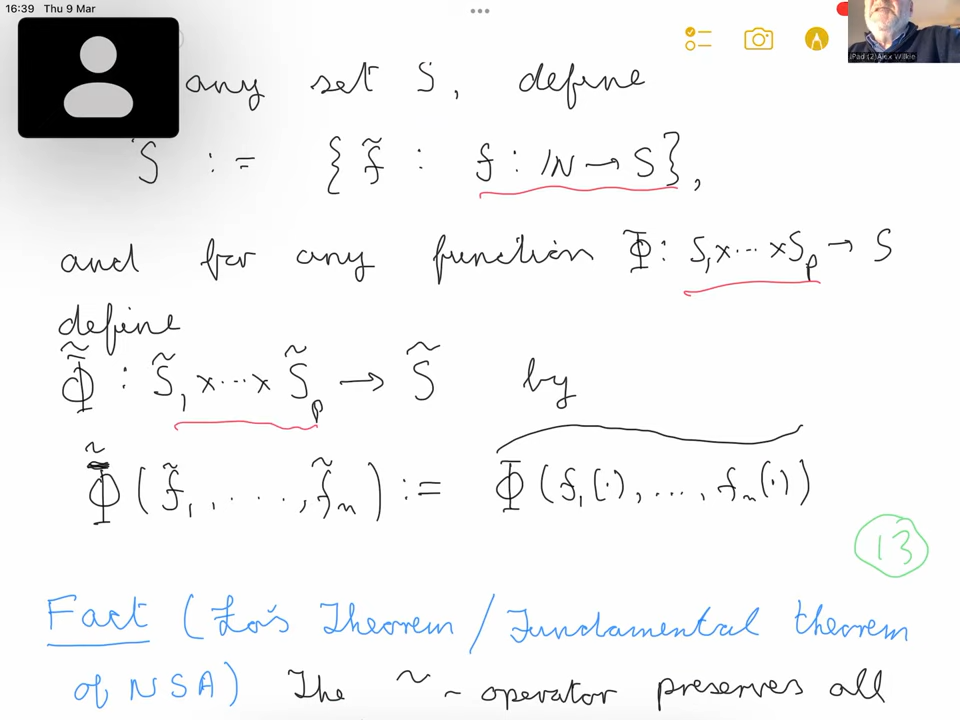 16:39 Thu 9 Mar
iPad (2) Alex Wilkie
any set S, define
S := { f̃ : f : ℕ → S },
and for any function Φ : S₁ × ··· × Sₚ → S
define
Φ̃ : S̃₁ × ··· × S̃ₚ → S̃ by
Φ̃ ( f̃₁, . . . . , f̃ₙ ) := Φ ( f₁(·), ..., fₙ(·) )
13
Fact (Łoś Theorem / Fundamental theorem
of NSA) The ~ - operator preserves all